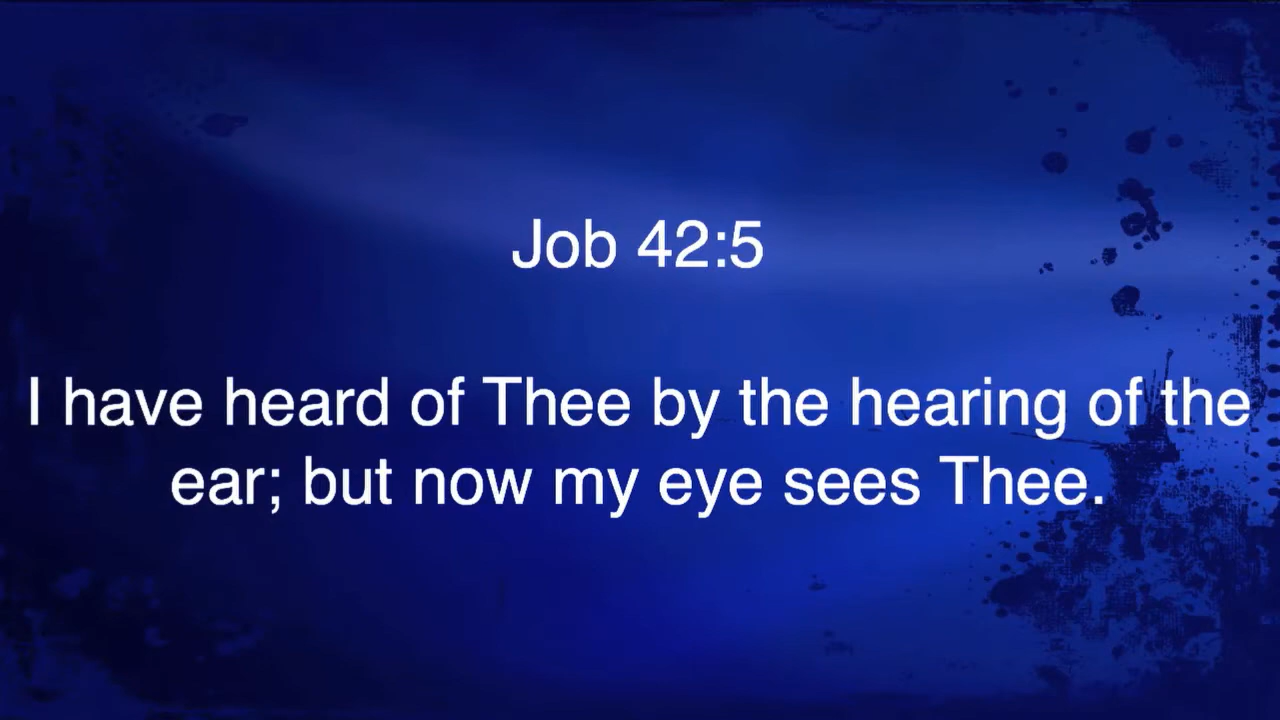 Job 42:5
I have heard of Thee by the hearing of the
ear; but now my eye sees Thee.